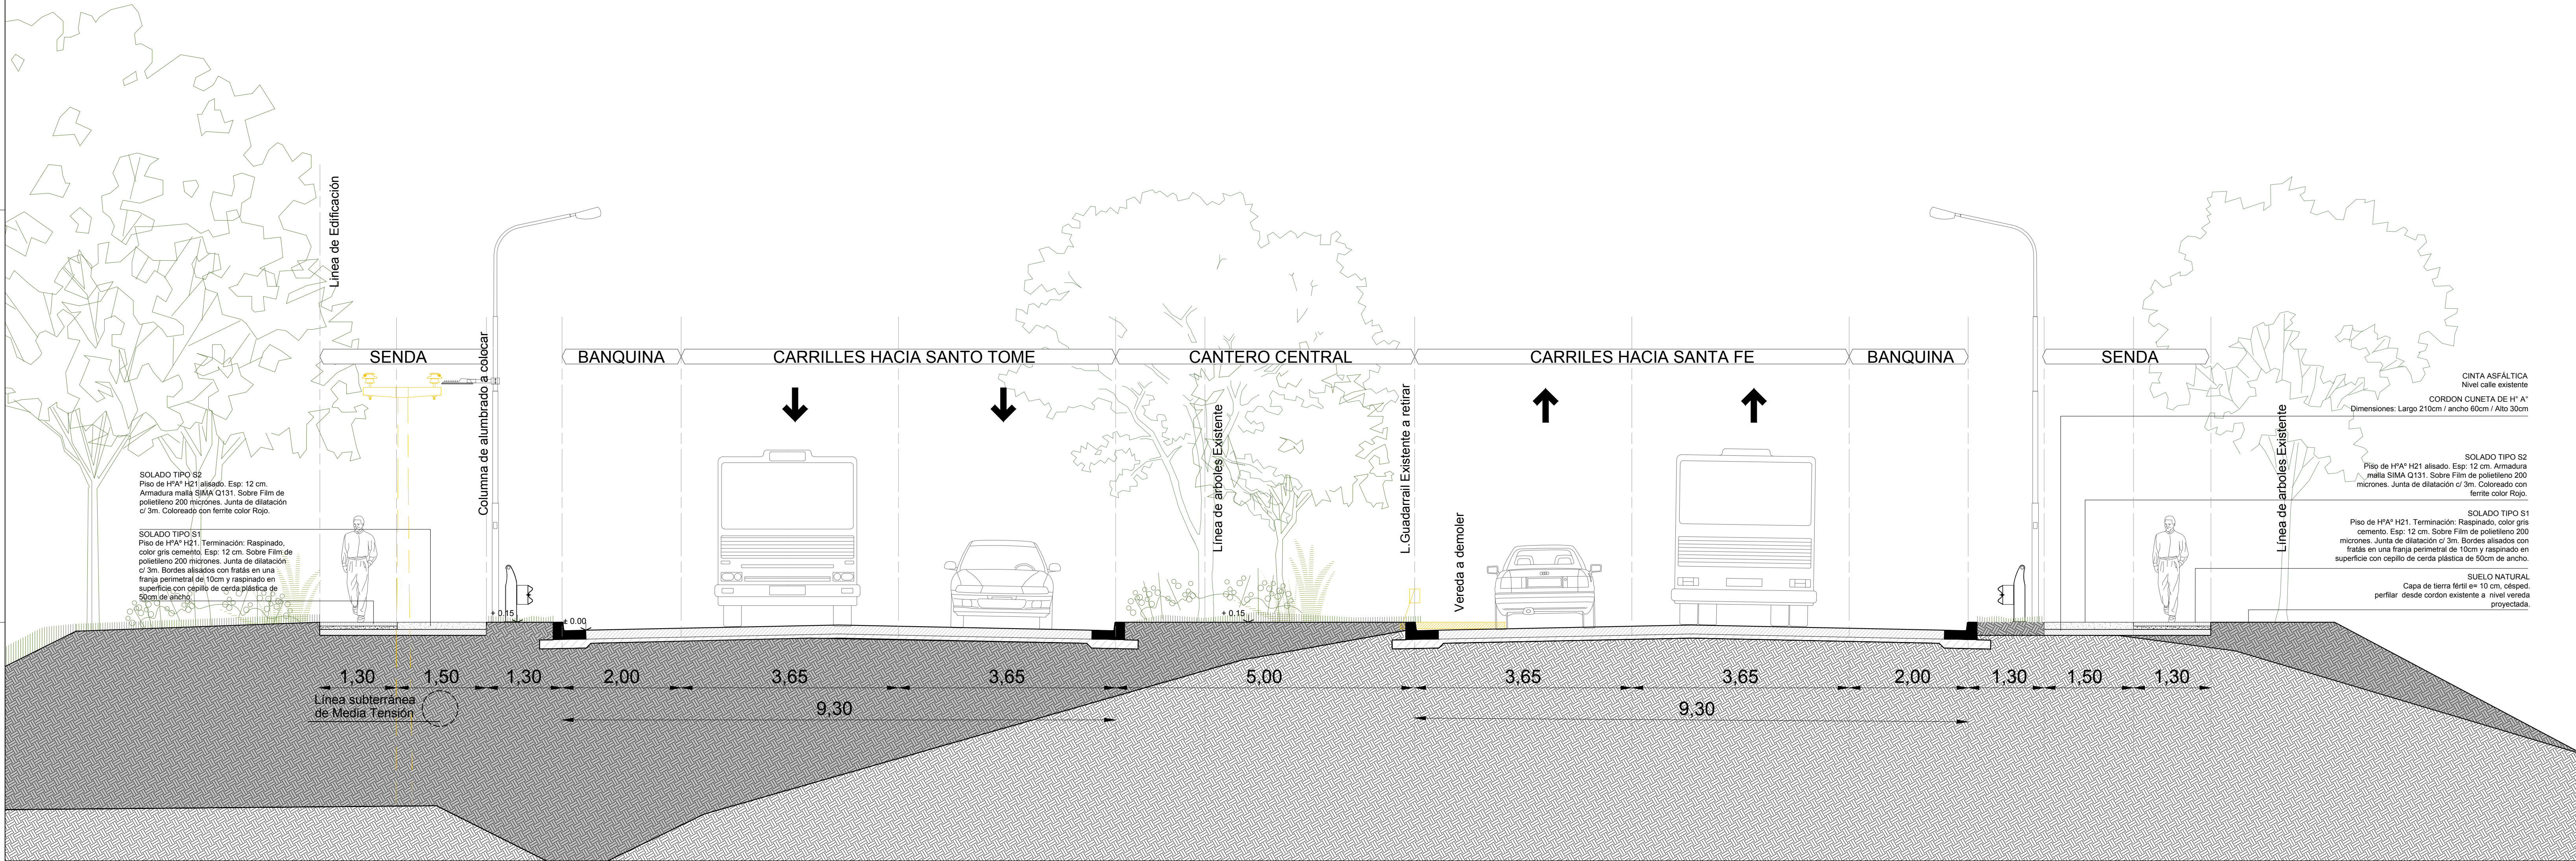 Línea de Edificación
SENDA
BANQUINA
CARRILLES HACIA SANTO TOME
CANTERO CENTRAL
CARRILES HACIA SANTA FE
BANQUINA
SENDA
Columna de alumbrado a colocar
Línea de arboles Existente
L.Guadarrail Existente a retirar
Vereda a demoler
Línea de arboles Existente
SOLADO TIPO S2
Piso de HºAº H21 alisado. Esp: 12 cm.
Armadura malla SIMA Q131. Sobre Film de
polietileno 200 micrones. Junta de dilatación
c/ 3m. Coloreado con ferrite color Rojo.
SOLADO TIPO S1
Piso de HºAº H21. Terminación: Raspinado,
color gris cemento. Esp: 12 cm. Sobre Film de
polietileno 200 micrones. Junta de dilatación
c/ 3m. Bordes alisados con fratás en una
franja perimetral de 10cm y raspinado en
superficie con cepillo de cerda plástica de
50cm de ancho.
CINTA ASFÁLTICA
Nivel calle existente
CORDON CUNETA DE H° A°
Dimensiones: Largo 210cm / ancho 60cm / Alto 30cm
SOLADO TIPO S2
Piso de HºAº H21 alisado. Esp: 12 cm. Armadura
malla SIMA Q131. Sobre Film de polietileno 200
micrones. Junta de dilatación c/ 3m. Coloreado con
ferrite color Rojo.
SOLADO TIPO S1
Piso de HºAº H21. Terminación: Raspinado, color gris
cemento. Esp: 12 cm. Sobre Film de polietileno 200
micrones. Junta de dilatación c/ 3m. Bordes alisados con
fratás en una franja perimetral de 10cm y raspinado en
superficie con cepillo de cerda plástica de 50cm de ancho.
SUELO NATURAL
Capa de tierra fértil e= 10 cm, césped.
perfilar desde cordon existente a nivel vereda
proyectada.
+ 0.15
± 0.00
+ 0.15
1,30 1,50 1,30 2,00 3,65 3,65 5,00 3,65 3,65 2,00 1,30 1,50 1,30
Línea subterránea
de Media Tensión
9,30 9,30